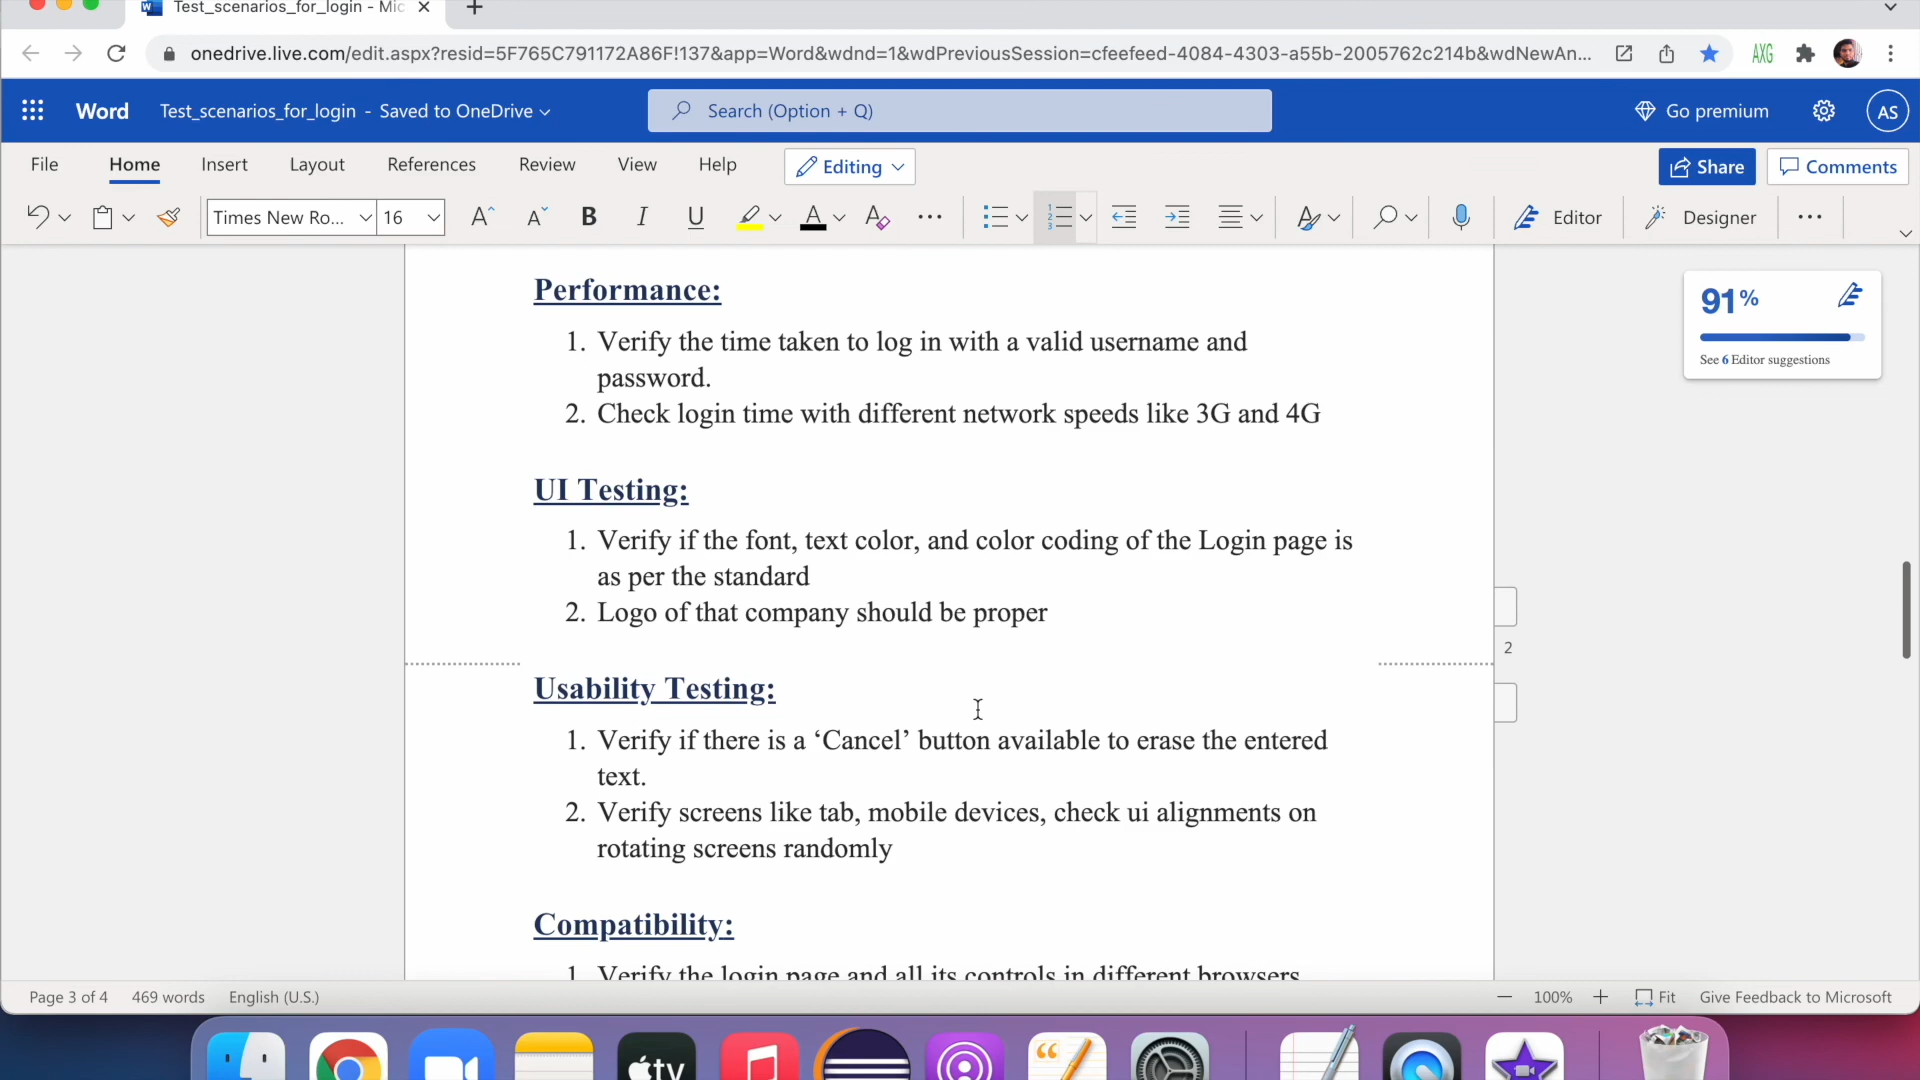 Test_scenarios_for_login - Mic
onedrive.live.com/edit.aspx?resid=5F765C791172A86F!137&app=Word&wdnd=1&wdPreviousSession=cfeefeed-4084-4303-a55b-2005762c214b&wdNewAn...
AXG
Word
Test_scenarios_for_login - Saved to OneDrive
Search (Option + Q)
Go premium
AS
File
Home
Insert
Layout
References
Review
View
Help
Editing
Share
Comments
Times New Ro...
16
Editor
Designer
Performance:
1. Verify the time taken to log in with a valid username and
password.
2. Check login time with different network speeds like 3G and 4G
UI Testing:
1. Verify if the font, text color, and color coding of the Login page is
as per the standard
2. Logo of that company should be proper
Usability Testing:
1. Verify if there is a ‘Cancel’ button available to erase the entered
text.
2. Verify screens like tab, mobile devices, check ui alignments on
rotating screens randomly
Compatibility:
1. Verify the login page and all its controls in different browsers
91%
See 6 Editor suggestions
2
Page 3 of 4
469 words
English (U.S.)
100%
Fit
Give Feedback to Microsoft
tv